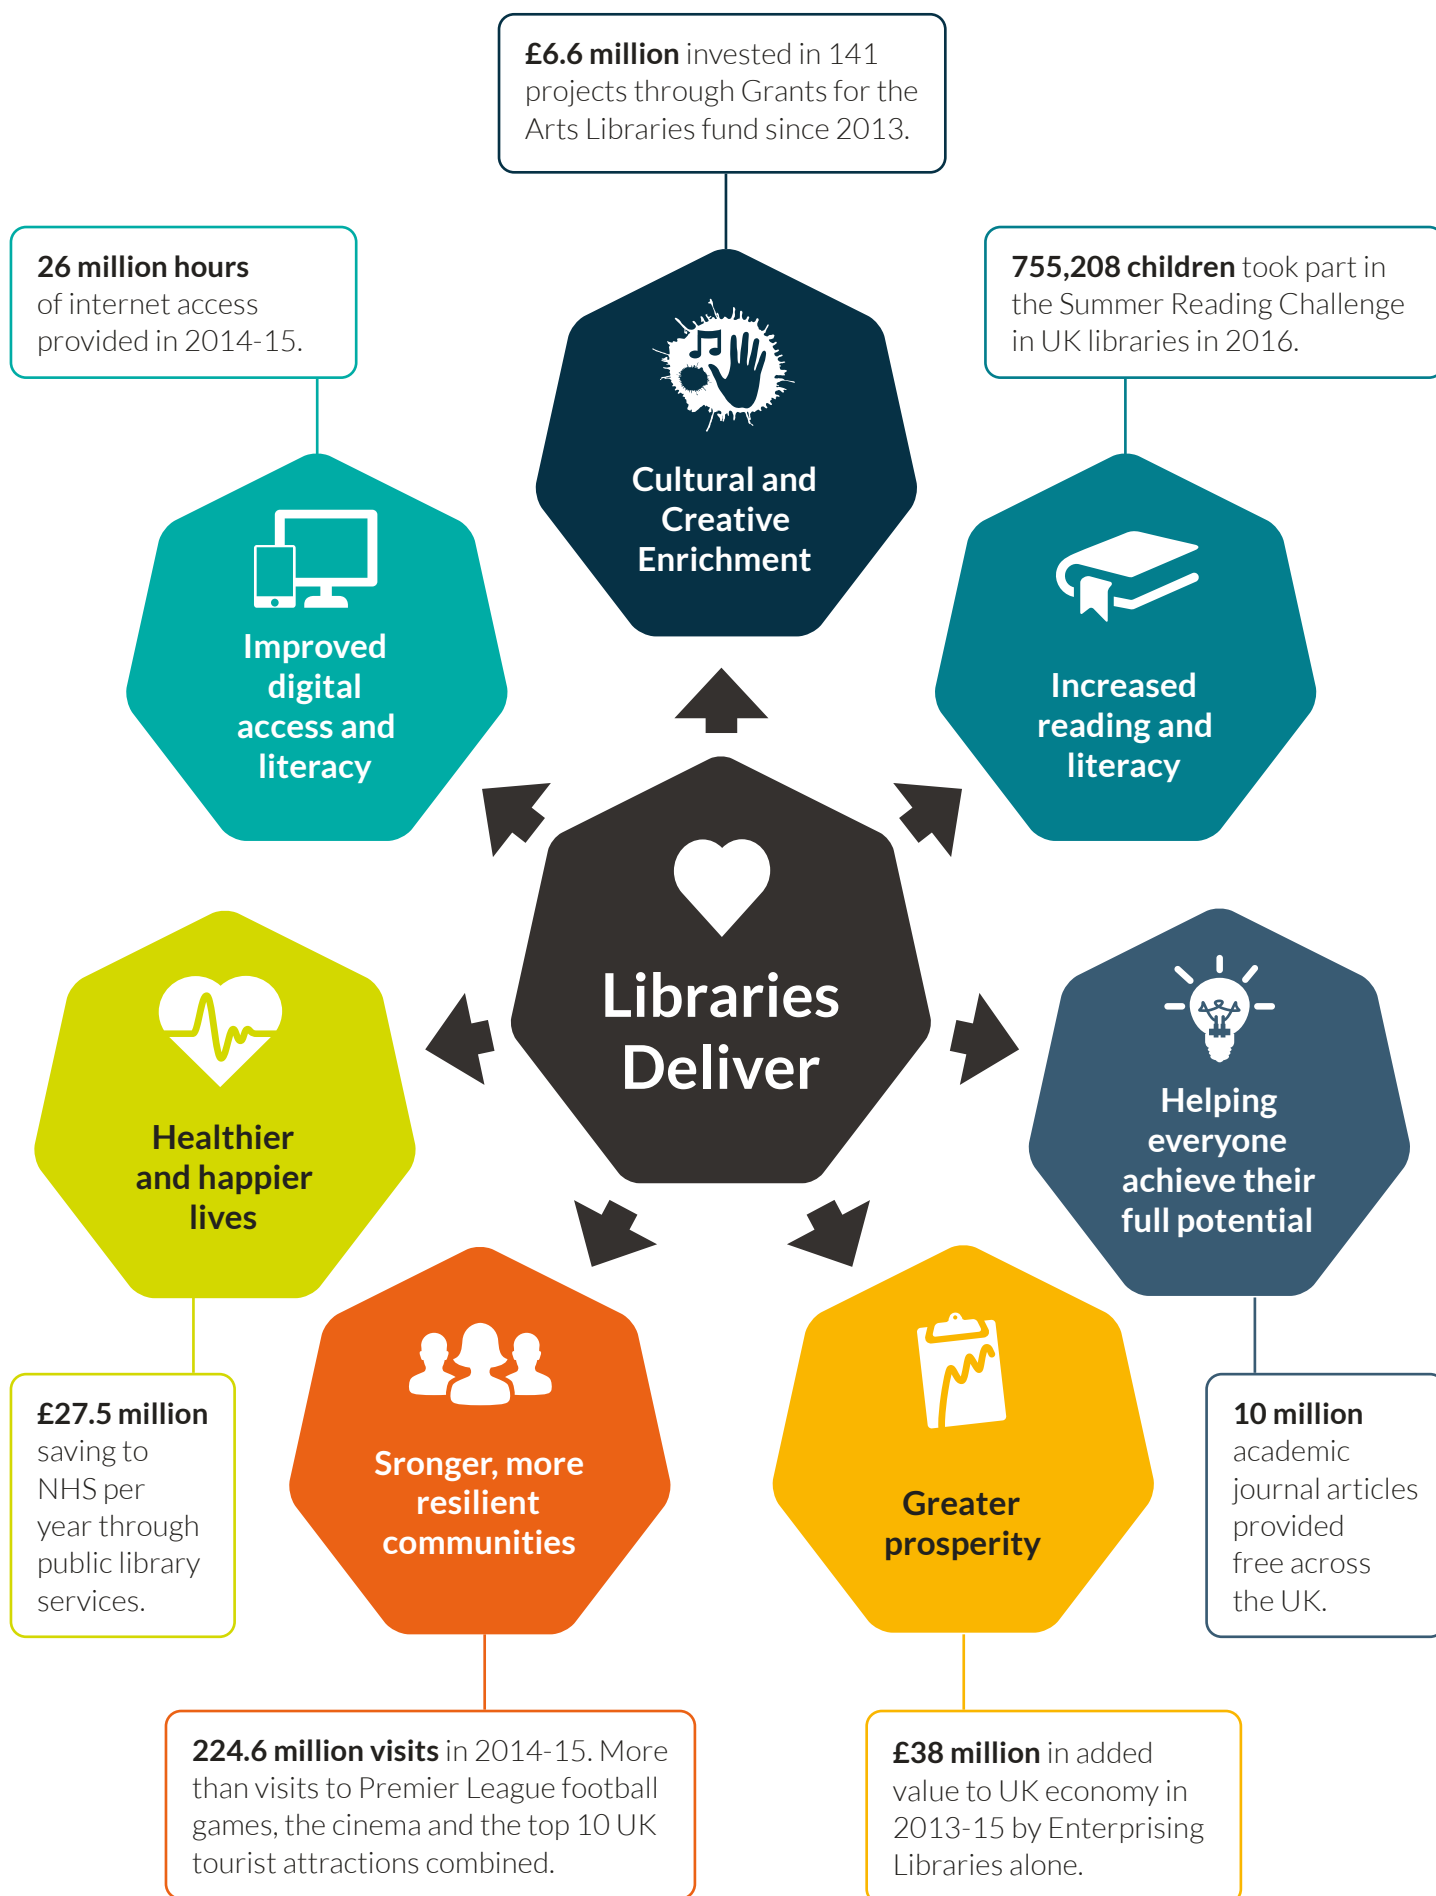 £6.6 million invested in 141
projects through Grants for the
Arts Libraries fund since 2013.
26 million hours
of internet access
provided in 2014-15.
755,208 children took part in
the Summer Reading Challenge
in UK libraries in 2016.
Cultural and
Creative
Enrichment
Improved
digital
access and
literacy
Increased
reading and
literacy
Libraries
Deliver
Healthier
and happier
lives
Helping
everyone
achieve their
full potential
£27.5 million
saving to
NHS per
year through
public library
services.
Sronger, more
resilient
communities
Greater
prosperity
10 million
academic
journal articles
provided
free across
the UK.
224.6 million visits in 2014-15. More
than visits to Premier League football
games, the cinema and the top 10 UK
tourist attractions combined.
£38 million in added
value to UK economy in
2013-15 by Enterprising
Libraries alone.